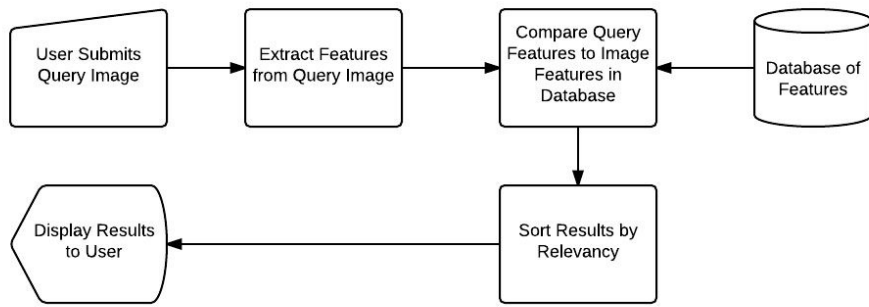 User Submits
Query Image
Extract Features
from Query Image
Compare Query
Features to Image
Features in
Database
Database of
Features
Display Results
to User
Sort Results by
Relevancy